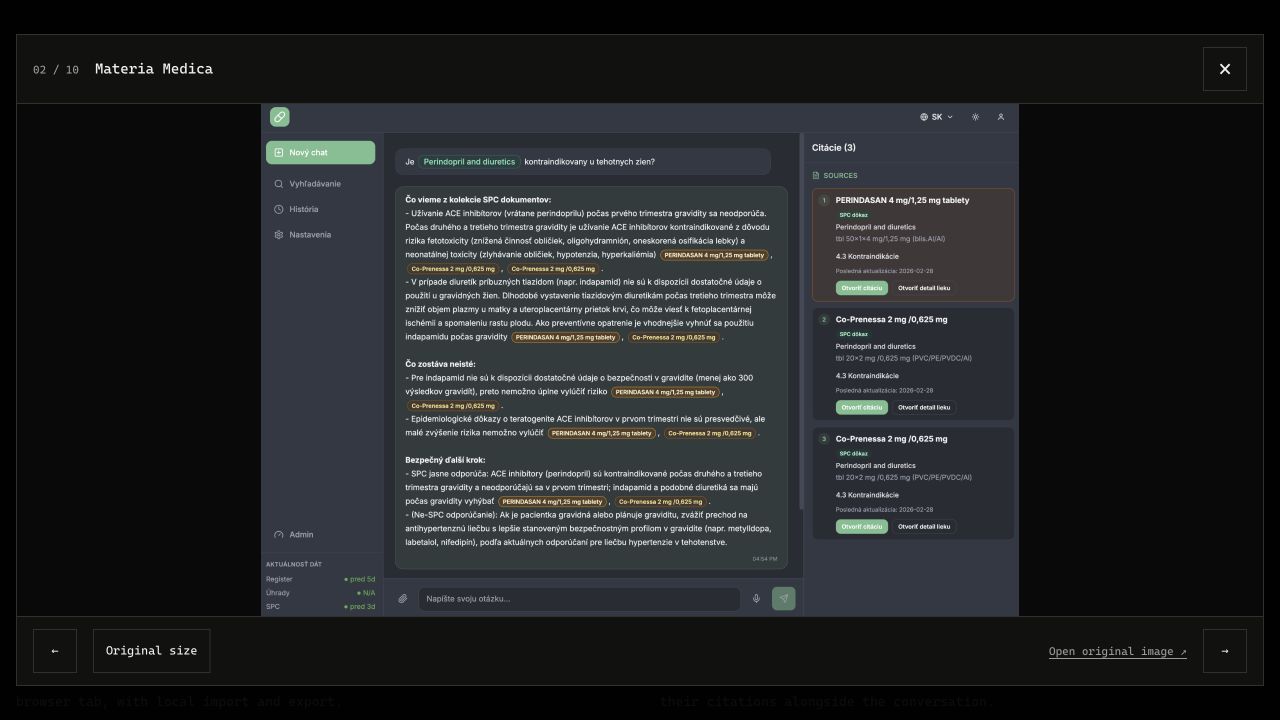 02 / 10 Materia Medica
×
SK
Nový chat
Vyhľadávanie
História
Nastavenia
Admin
AKTUÁLNOSŤ DÁT
Register pred 5d
Úhrady N/A
SPC pred 3d
Je Perindopril and diuretics kontraindikovany u tehotnych zien?
Čo vieme z kolekcie SPC dokumentov:
- Užívanie ACE inhibítorov (vrátane perindoprilu) počas prvého trimestra gravidity sa neodporúča.
Počas druhého a tretieho trimestra gravidity je užívanie ACE inhibítorov kontraindikované z dôvodu
rizika fetotoxicity (znížená činnosť obličiek, oligohydramnión, oneskorená osifikácia lebky) a
neonatálnej toxicity (zlyhávanie obličiek, hypotenzia, hyperkaliémia) PERINDASAN 4 mg/1,25 mg tablety ,
Co-Prenessa 2 mg /0,625 mg , Co-Prenessa 2 mg /0,625 mg .
- V prípade diuretík príbuzných tiazidom (napr. indapamid) nie sú k dispozícii dostatočné údaje o
použití u gravidných žien. Dlhodobé vystavenie tiazidovým diuretikám počas tretieho trimestra môže
znížiť objem plazmy u matky a uteroplacentárny prietok krvi, čo môže viesť k fetoplacentárnej
ischémii a spomaleniu rastu plodu. Ako preventívne opatrenie je vhodnejšie vyhnúť sa použitiu
indapamidu počas gravidity PERINDASAN 4 mg/1,25 mg tablety , Co-Prenessa 2 mg /0,625 mg .
Čo zostáva neisté:
- Pre indapamid nie sú k dispozícii dostatočné údaje o bezpečnosti v gravidite (menej ako 300
výsledkov gravidít), preto nemožno úplne vylúčiť riziko PERINDASAN 4 mg/1,25 mg tablety ,
Co-Prenessa 2 mg /0,625 mg .
- Epidemiologické dôkazy o teratogenite ACE inhibítorov v prvom trimestri nie sú presvedčivé, ale
malé zvýšenie rizika nemožno vylúčiť PERINDASAN 4 mg/1,25 mg tablety , Co-Prenessa 2 mg /0,625 mg .
Bezpečný ďalší krok:
- SPC jasne odporúča: ACE inhibítory (perindopril) sú kontraindikované počas druhého a tretieho
trimestra gravidity a neodporúčajú sa v prvom trimestri; indapamid a podobné diuretiká sa majú
počas gravidity vyhýbať PERINDASAN 4 mg/1,25 mg tablety , Co-Prenessa 2 mg /0,625 mg .
- (Ne-SPC odporúčanie): Ak je pacientka gravidná alebo plánuje graviditu, zvážiť prechod na
antihypertenznú liečbu s lepšie stanoveným bezpečnostným profilom v gravidite (napr. metyldopa,
labetalol, nifedipín), podľa aktuálnych odporúčaní pre liečbu hypertenzie v tehotenstve.
04:54 PM
Napíšte svoju otázku...
Citácie (3)
SOURCES
1 PERINDASAN 4 mg/1,25 mg tablety
SPC dôkaz
Perindopril and diuretics
tbl 50x1x4 mg/1,25 mg (blis.Al/Al)
4.3 Kontraindikácie
Posledná aktualizácia: 2026-02-28
Otvoriť citáciu Otvoriť detail lieku
2 Co-Prenessa 2 mg /0,625 mg
SPC dôkaz
Perindopril and diuretics
tbl 20x2 mg /0,625 mg (PVC/PE/PVDC/Al)
4.3 Kontraindikácie
Posledná aktualizácia: 2026-02-28
Otvoriť citáciu Otvoriť detail lieku
3 Co-Prenessa 2 mg /0,625 mg
SPC dôkaz
Perindopril and diuretics
tbl 20x2 mg /0,625 mg (PVC/PE/PVDC/Al)
4.3 Kontraindikácie
Posledná aktualizácia: 2026-02-28
Otvoriť citáciu Otvoriť detail lieku
← Original size
Open original image ↗ →
browser tab, with local import and export.
their citations alongside the conversation.